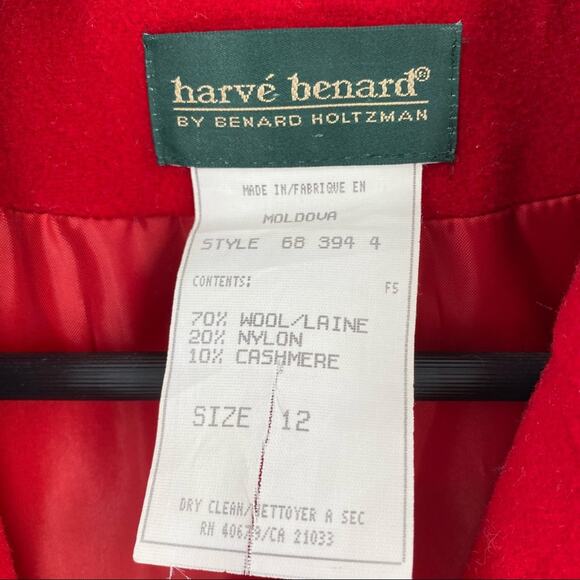 harvé benard®
BY BENARD HOLTZMAN
MADE IN/FABRIQUE EN
MOLDOVA
STYLE 68 394 4
CONTENTS: F5
70% WOOL/LAINE
20% NYLON
10% CASHMERE
SIZE 12
DRY CLEAN/NETTOYER A SEC
RN 40679/CA 21033